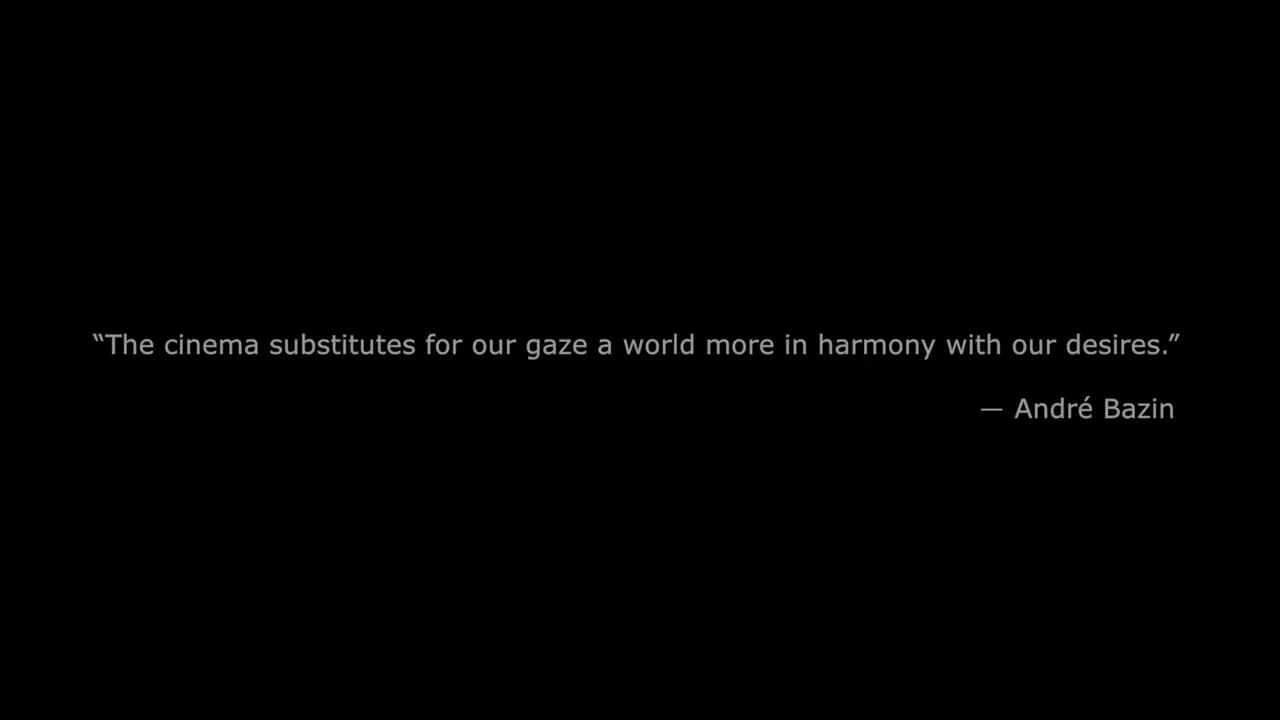 “The cinema substitutes for our gaze a world more in harmony with our desires.”
— André Bazin